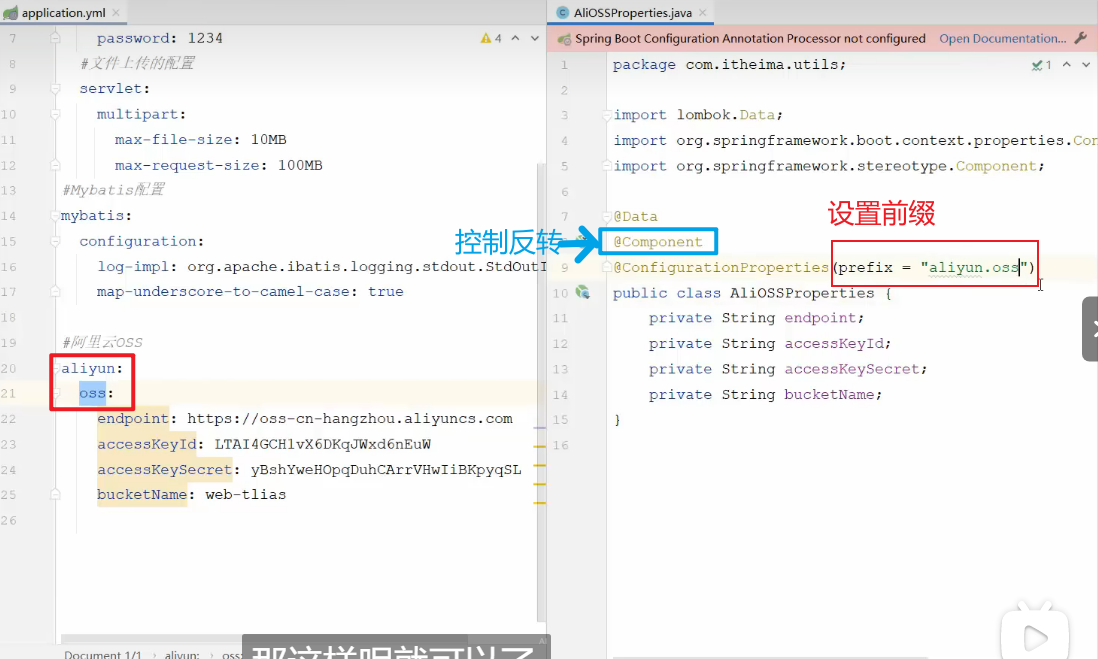 application.yml
7 password: 1234
4
8 #文件上传的配置
9 servlet:
10 multipart:
11 max-file-size: 10MB
12 max-request-size: 100MB
13 #Mybatis配置
14 mybatis:
15 configuration:
16 log-impl: org.apache.ibatis.logging.stdout.StdOutI
17 map-underscore-to-camel-case: true
18
19 #阿里云OSS
20 aliyun:
21 oss:
22 endpoint: https://oss-cn-hangzhou.aliyuncs.com
23 accessKeyId: LTAI4GCH1vX6DKqJWxd6nEuW
24 accessKeySecret: yBshYweHOpqDuhCArrVHwIiBKpyqSL
25 bucketName: web-tlias
26
Document 1/1 › aliyun: › oss:
AliOSSProperties.java
Spring Boot Configuration Annotation Processor not configured Open Documentation...
1 package com.itheima.utils;
1
2
3 import lombok.Data;
4 import org.springframework.boot.context.properties.Con
5 import org.springframework.stereotype.Component;
6
设置前缀
7 @Data
控制反转
@Component
9 @ConfigurationProperties(prefix = "aliyun.oss")
10 public class AliOSSProperties {
11 private String endpoint;
12 private String accessKeyId;
13 private String accessKeySecret;
14 private String bucketName;
15 }
16
那这样呢就可以了